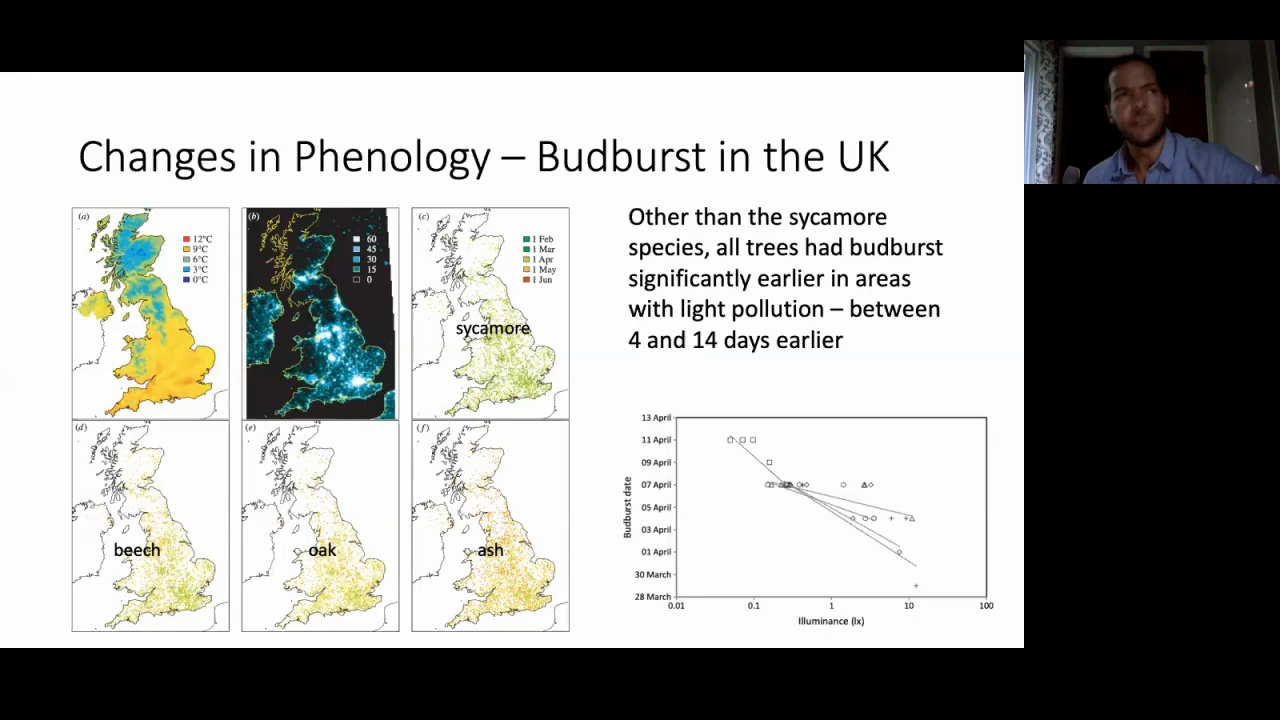 Changes in Phenology – Budburst in the UK
(a)
12°C
9°C
6°C
3°C
0°C
(b)
60
45
30
15
0
(c)
1 Feb
1 Mar
1 Apr
1 May
1 Jun
sycamore
(d)
beech
(e)
oak
(f)
ash
Other than the sycamore
species, all trees had budburst
significantly earlier in areas
with light pollution – between
4 and 14 days earlier
13 April
11 April
09 April
07 April
05 April
03 April
01 April
30 March
28 March
Budburst date
0.01
0.1
1
10
100
Illuminance (lx)